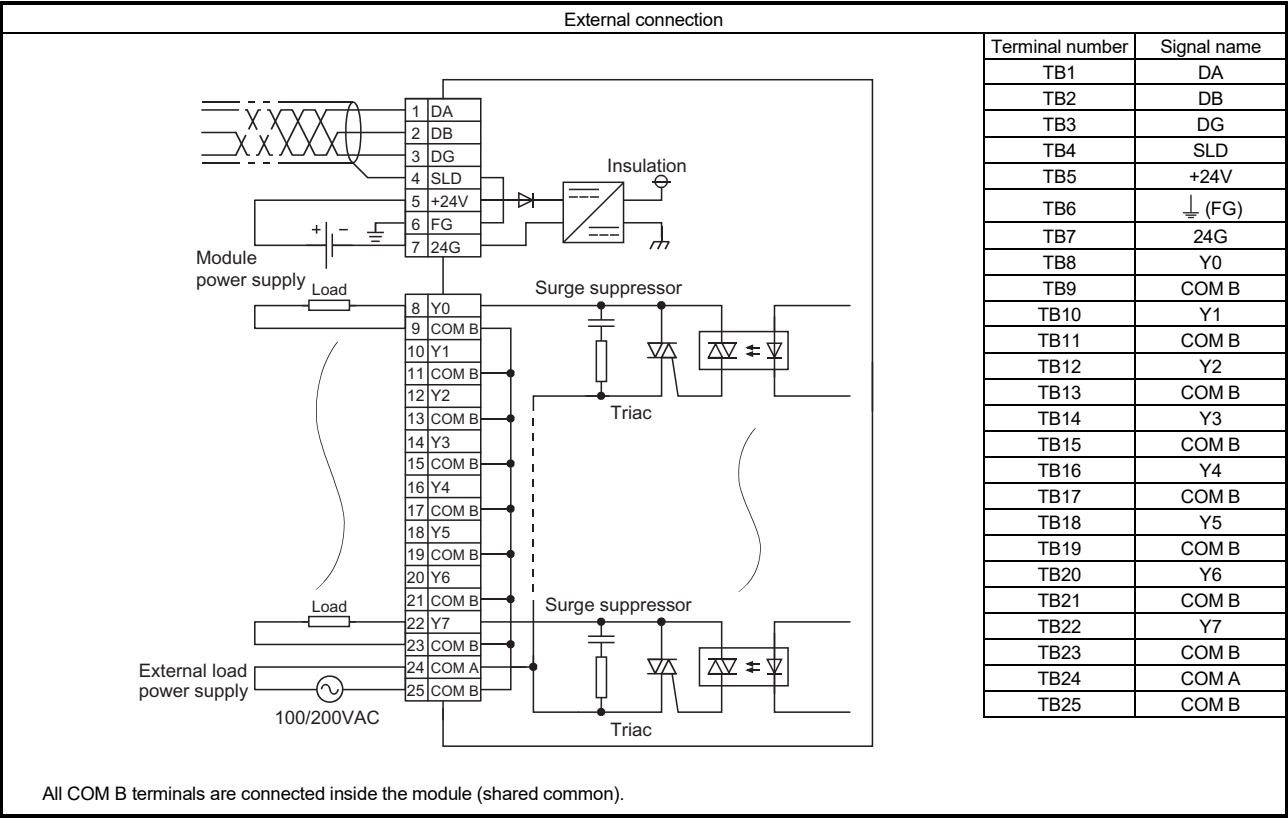 External connection
Terminal number Signal name
TB1 DA
TB2 DB
TB3 DG
TB4 SLD
TB5 +24V
TB6 (FG)
TB7 24G
TB8 Y0
TB9 COM B
TB10 Y1
TB11 COM B
TB12 Y2
TB13 COM B
TB14 Y3
TB15 COM B
TB16 Y4
TB17 COM B
TB18 Y5
TB19 COM B
TB20 Y6
TB21 COM B
TB22 Y7
TB23 COM B
TB24 COM A
TB25 COM B
1 DA
2 DB
3 DG
4 SLD
5 +24V
6 FG
7 24G
Insulation
+ −
Module
power supply
Load
8 Y0
9 COM B
10 Y1
11 COM B
12 Y2
13 COM B
14 Y3
15 COM B
16 Y4
17 COM B
18 Y5
19 COM B
20 Y6
21 COM B
22 Y7
23 COM B
24 COM A
25 COM B
Surge suppressor
Triac
Load
Surge suppressor
Triac
External load
power supply
100/200VAC
All COM B terminals are connected inside the module (shared common).